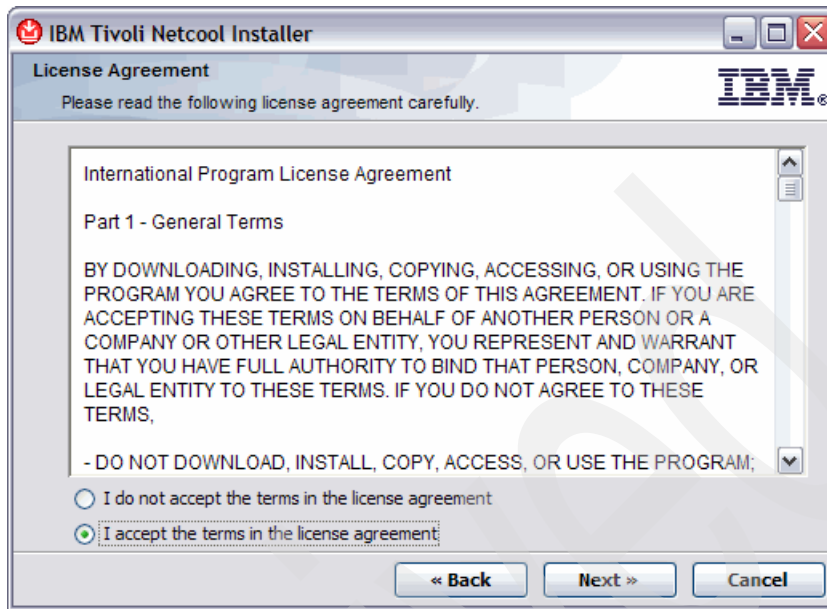 IBM Tivoli Netcool Installer
License Agreement
Please read the following license agreement carefully.
IBM®
International Program License Agreement
Part 1 - General Terms
BY DOWNLOADING, INSTALLING, COPYING, ACCESSING, OR USING THE
PROGRAM YOU AGREE TO THE TERMS OF THIS AGREEMENT. IF YOU ARE
ACCEPTING THESE TERMS ON BEHALF OF ANOTHER PERSON OR A
COMPANY OR OTHER LEGAL ENTITY, YOU REPRESENT AND WARRANT
THAT YOU HAVE FULL AUTHORITY TO BIND THAT PERSON, COMPANY, OR
LEGAL ENTITY TO THESE TERMS. IF YOU DO NOT AGREE TO THESE
TERMS,
- DO NOT DOWNLOAD, INSTALL, COPY, ACCESS, OR USE THE PROGRAM;
I do not accept the terms in the license agreement
I accept the terms in the license agreement
« Back Next » Cancel